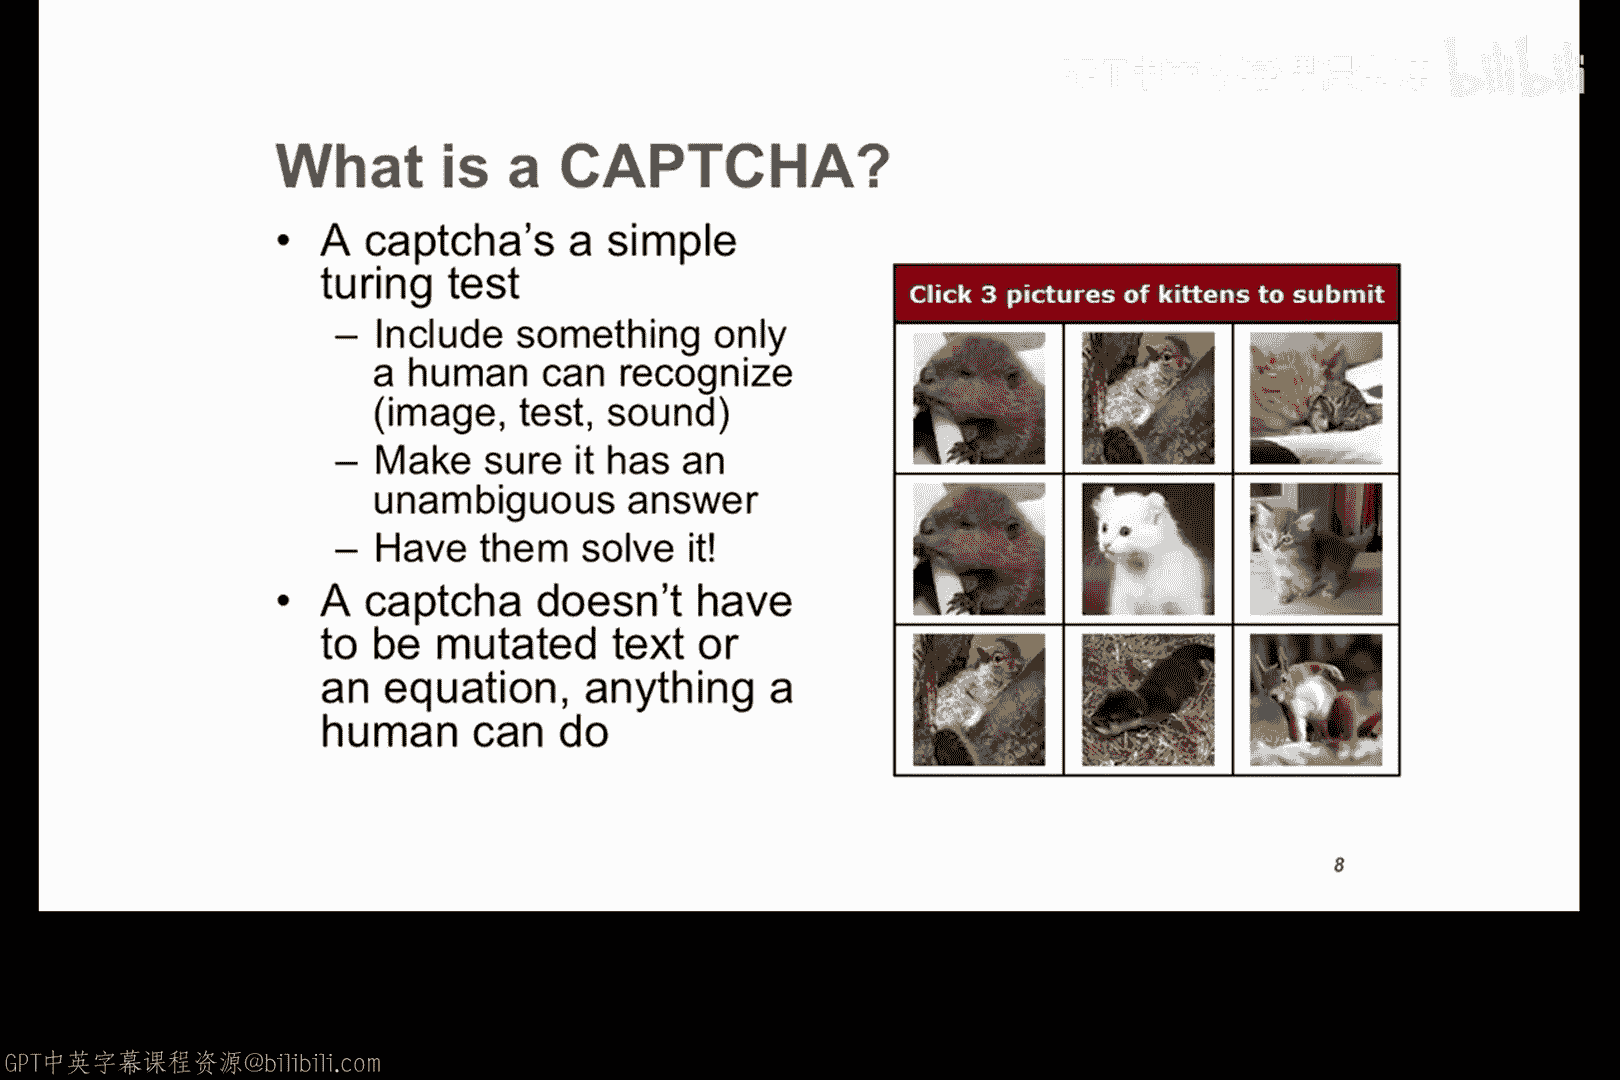 bilibili
What is a CAPTCHA?
• A captcha's a simple
turing test
– Include something only
a human can recognize
(image, test, sound)
– Make sure it has an
unambiguous answer
– Have them solve it!
• A captcha doesn't have
to be mutated text or
an equation, anything a
human can do
Click 3 pictures of kittens to submit
8
GPT中英字幕课程资源@bilibili.com